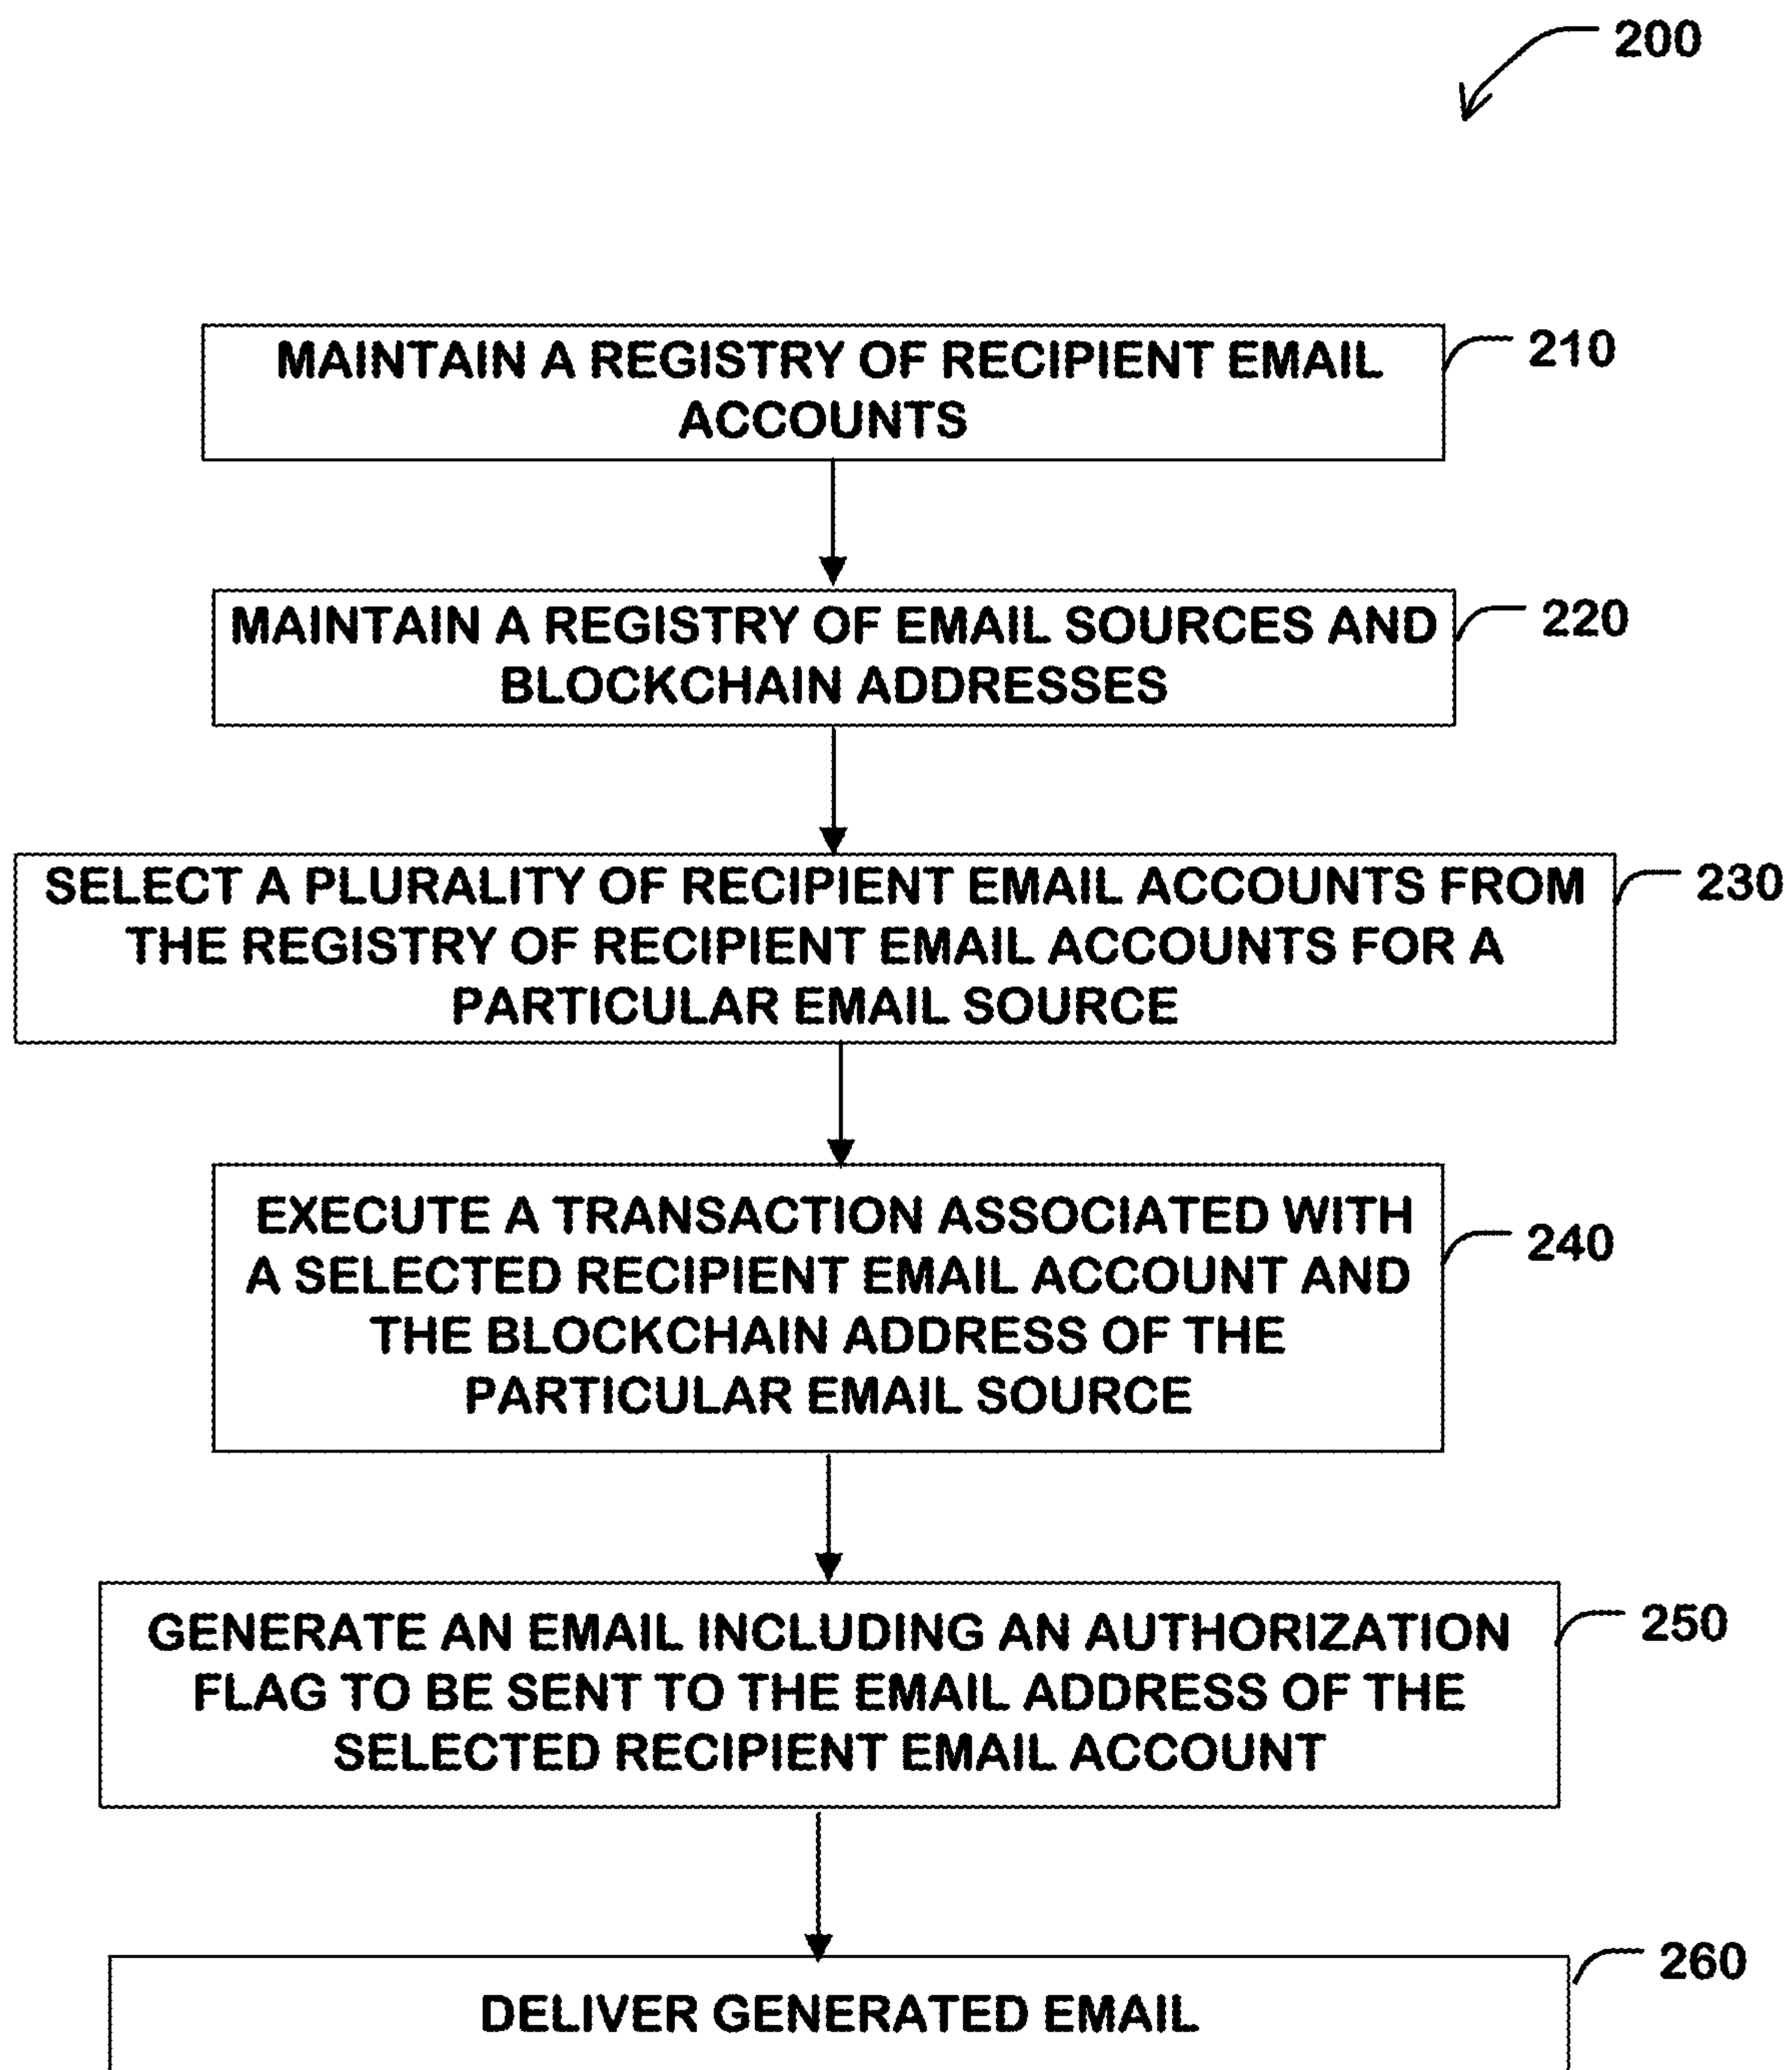 200
MAINTAIN A REGISTRY OF RECIPIENT EMAIL
ACCOUNTS
210
MAINTAIN A REGISTRY OF EMAIL SOURCES AND
BLOCKCHAIN ADDRESSES
220
SELECT A PLURALITY OF RECIPIENT EMAIL ACCOUNTS FROM
THE REGISTRY OF RECIPIENT EMAIL ACCOUNTS FOR A
PARTICULAR EMAIL SOURCE
230
EXECUTE A TRANSACTION ASSOCIATED WITH
A SELECTED RECIPIENT EMAIL ACCOUNT AND
THE BLOCKCHAIN ADDRESS OF THE
PARTICULAR EMAIL SOURCE
240
GENERATE AN EMAIL INCLUDING AN AUTHORIZATION
FLAG TO BE SENT TO THE EMAIL ADDRESS OF THE
SELECTED RECIPIENT EMAIL ACCOUNT
250
DELIVER GENERATED EMAIL
260